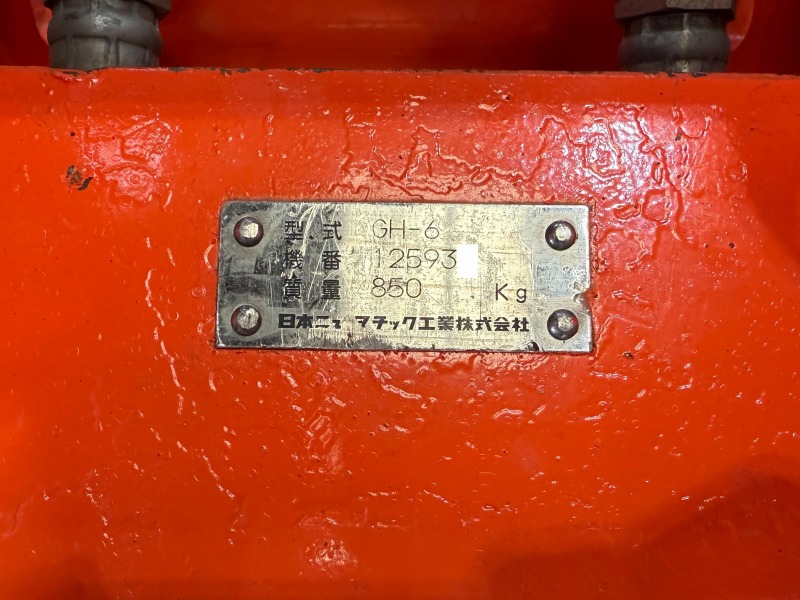 型式 GH-6
機番 12593
質量 850 Kg
日本ニューマチック工業株式会社